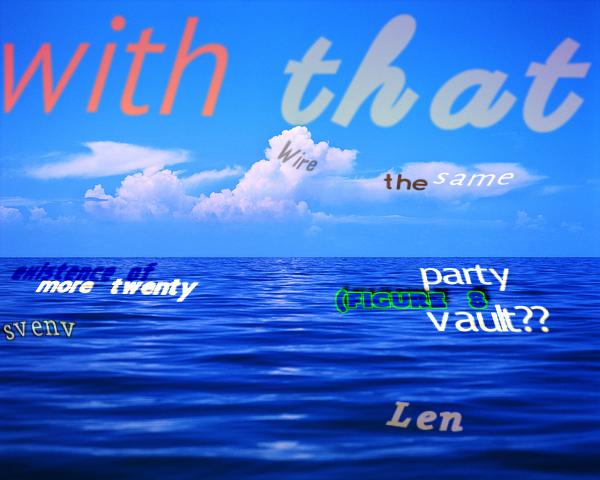 with that
Wire
the same
existence of
more twenty
party
(FIGURE 8
vault??
svenv
Len